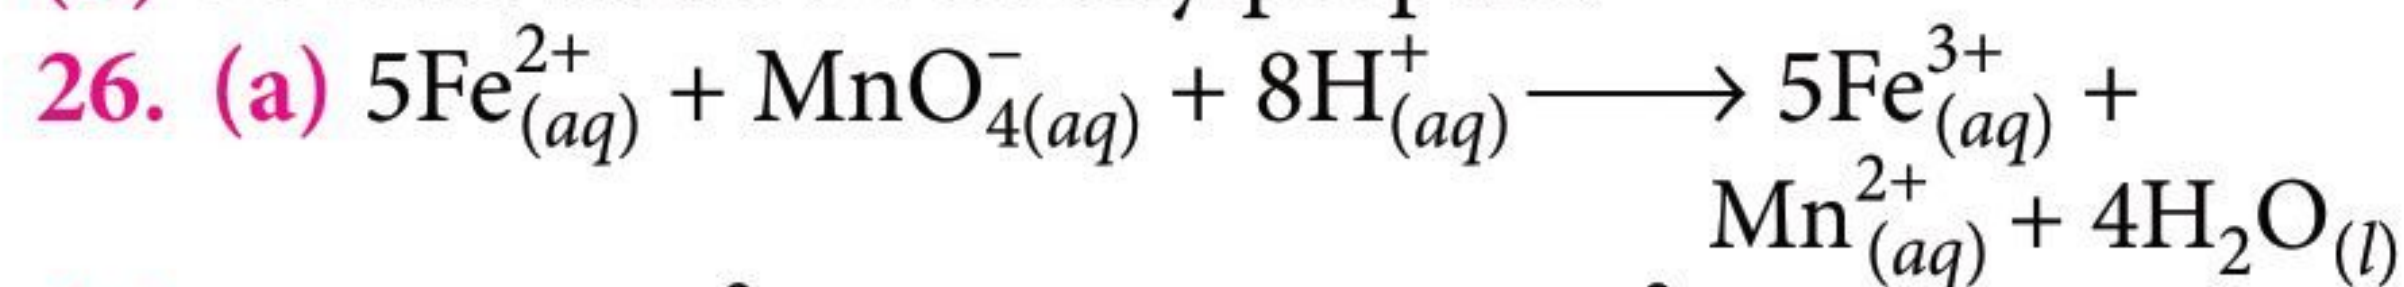 26. (a) 5Fe²⁺(aq) + MnO₄⁻(aq) + 8H⁺(aq) ⟶ 5Fe³⁺(aq) +
Mn²⁺(aq) + 4H₂O(l)